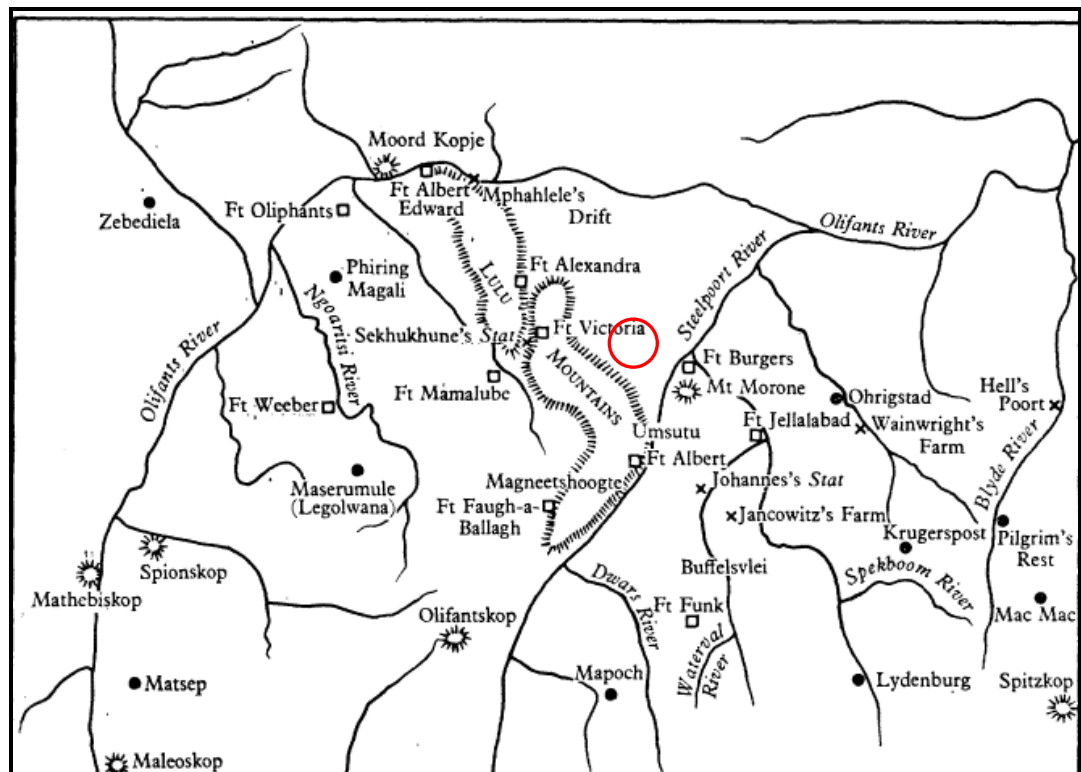 Moord Kopje
Zebediela
Ft Oliphants
Ft Albert
Edward
Mphahlele's
Drift
Olifants River
Steelpoort River
Phiring
Magali
LULU
Ft Alexandra
Ngoaritsi River
Sekhukhune's Stat
Ft Victoria
MOUNTAINS
Olifants River
Ft Weeber
Ft Mamalube
Ft Burgers
Mt Morone
Ohrigstad
Hell's
Poort
Ft Jellalabad
Wainwright's
Farm
Umsutu
Ft Albert
Maserumule
(Legolwana)
Magneetshoogte
Ft Faugh-a-
Ballagh
Johannes's Stat
Jancowitz's Farm
Blyde River
Krugerspost
Pilgrim's
Rest
Spionskop
Mathebiskop
Buffelsvlei
Spekboom River
Dwars River
Olifantskop
Ft Funk
Mac Mac
Waterval
River
Matsep
Mapoch
Lydenburg
Spitzkop
Maleoskop